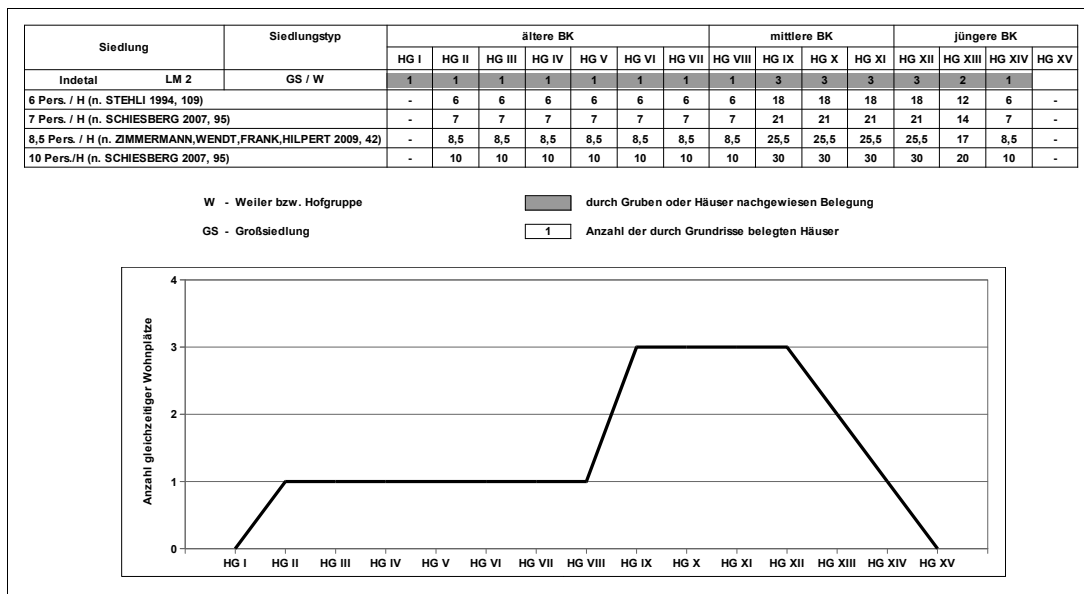 Siedlung Siedlungstyp ältere BK mittlere BK jüngere BK
HG I HG II HG III HG IV HG V HG VI HG VII HG VIII HG IX HG X HG XI HG XII HG XIII HG XIV HG XV
Indetal LM 2 GS / W 1 1 1 1 1 1 1 1 3 3 3 3 2 1
6 Pers. / H (n. STEHLI 1994, 109) - 6 6 6 6 6 6 6 18 18 18 18 12 6 -
7 Pers. / H (n. SCHIESBERG 2007, 95) - 7 7 7 7 7 7 7 21 21 21 21 14 7 -
8,5 Pers. / H (n. ZIMMERMANN,WENDT,FRANK,HILPERT 2009, 42) - 8,5 8,5 8,5 8,5 8,5 8,5 8,5 25,5 25,5 25,5 25,5 17 8,5 -
10 Pers./H (n. SCHIESBERG 2007, 95) - 10 10 10 10 10 10 10 30 30 30 30 20 10 -
W - Weiler bzw. Hofgruppe durch Gruben oder Häuser nachgewiesen Belegung
GS - Großsiedlung 1 Anzahl der durch Grundrisse belegten Häuser
Anzahl gleichzeitiger Wohnplätze
4
3
2
1
0
HG I HG II HG III HG IV HG V HG VI HG VII HG VIII HG IX HG X HG XI HG XII HG XIII HG XIV HG XV